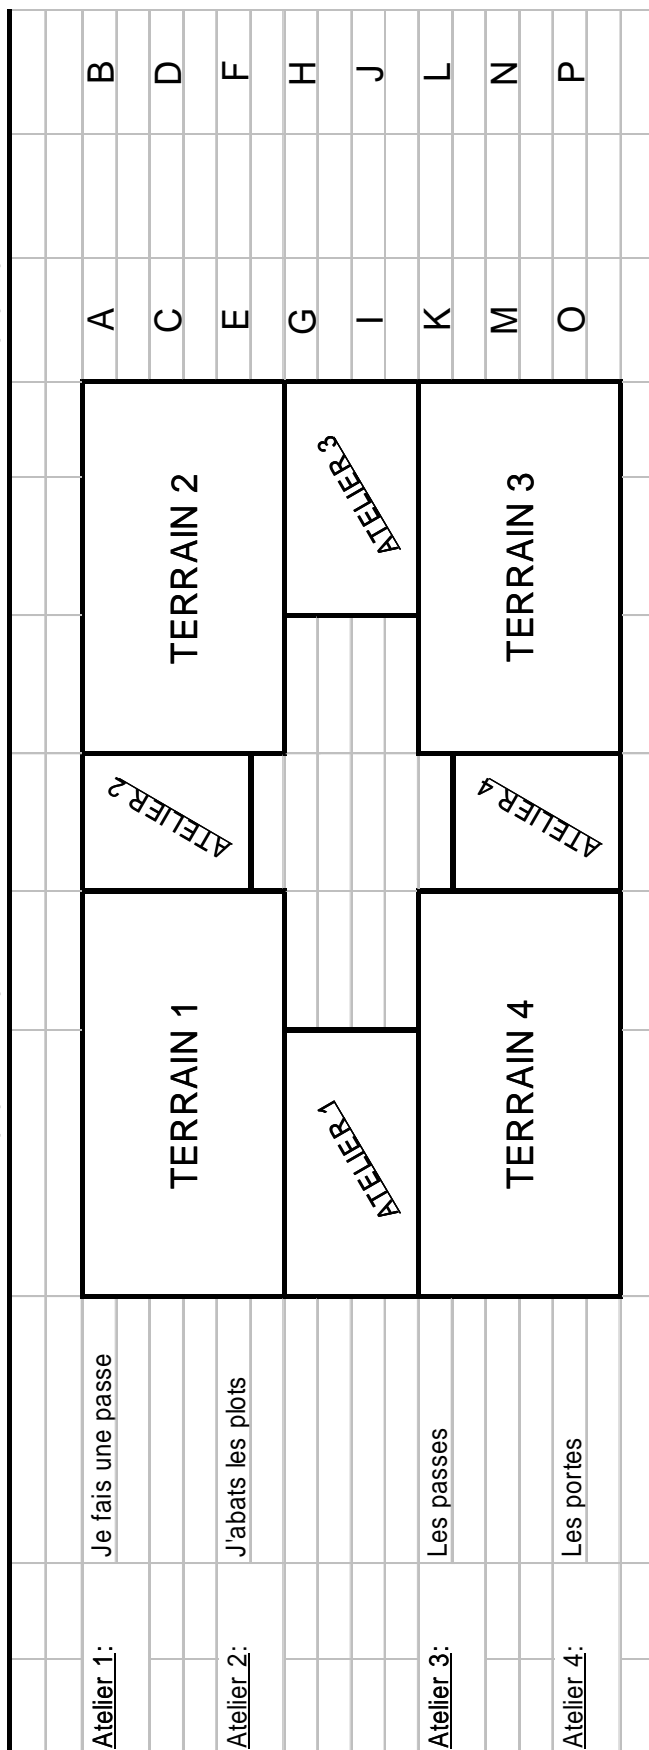 Atelier 1: Je fais une passe A B
TERRAIN 1 ATELIER 2 TERRAIN 2 C D
Atelier 2: J'abats les plots E F
G H
ATELIER 1 ATELIER 3 I J
Atelier 3: Les passes K L
TERRAIN 4 ATELIER 4 TERRAIN 3 M N
Atelier 4: Les portes O P